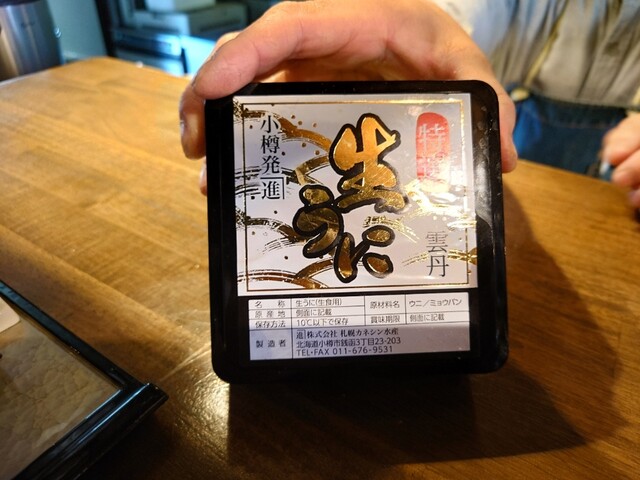 特選
生うに
雲丹
小樽発「進」
名 称 生うに(生食用) 原材料名 ウニ/ミョウバン
原 産 地 側面に記載
保存方法 10℃以下で保存 賞味期限 側面に記載
製 造 者 進 株式会社 札幌カネシン水産
北海道小樽市銭函3丁目23-203
TEL・FAX 011-676-9531